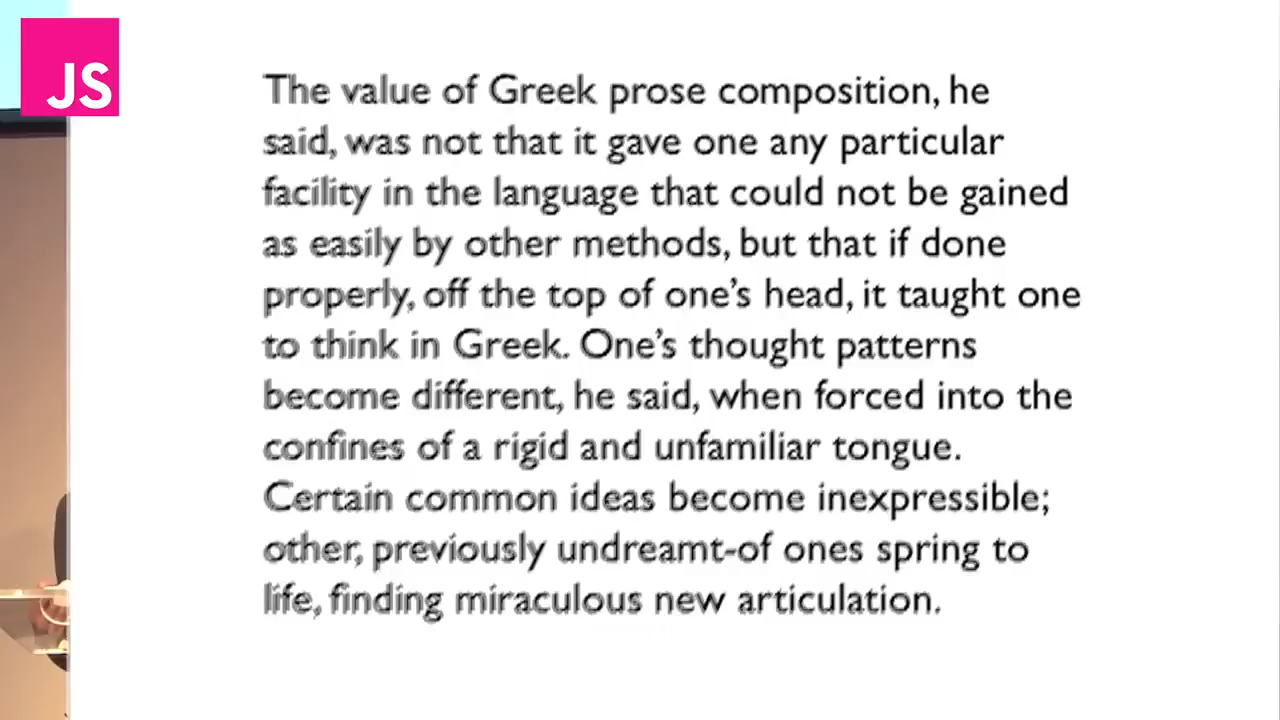 JS
The value of Greek prose composition, he
said, was not that it gave one any particular
facility in the language that could not be gained
as easily by other methods, but that if done
properly, off the top of one's head, it taught one
to think in Greek. One's thought patterns
become different, he said, when forced into the
confines of a rigid and unfamiliar tongue.
Certain common ideas become inexpressible;
other, previously undreamt-of ones spring to
life, finding miraculous new articulation.